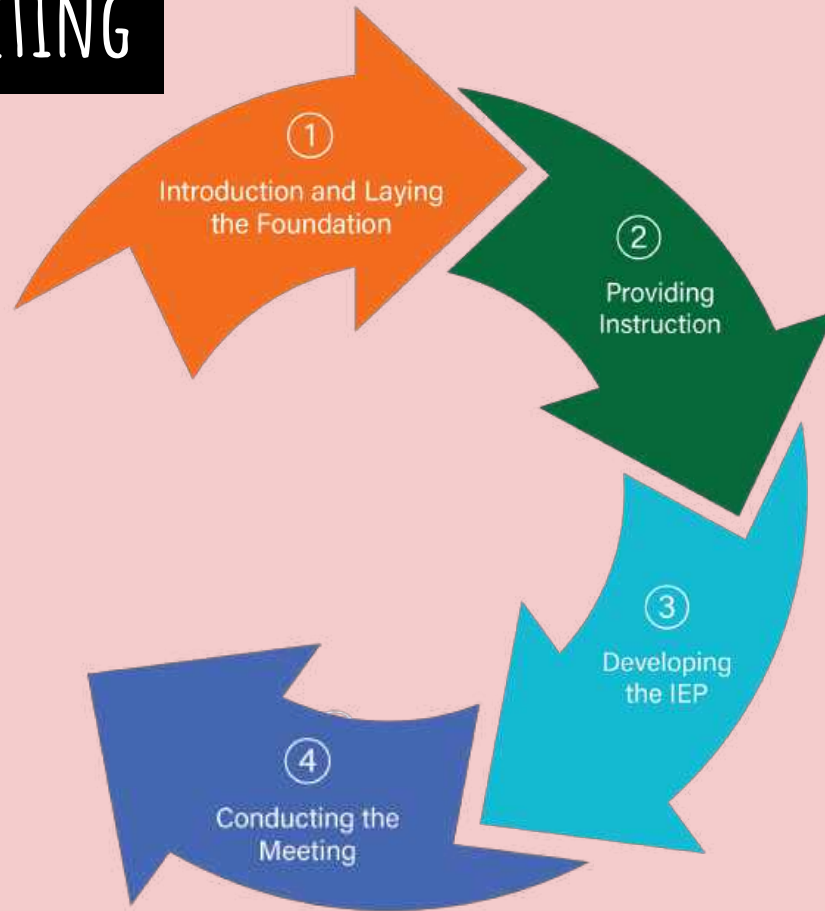 ①
Introduction and Laying
the Foundation
②
Providing
Instruction
③
Developing
the IEP
④
Conducting the
Meeting